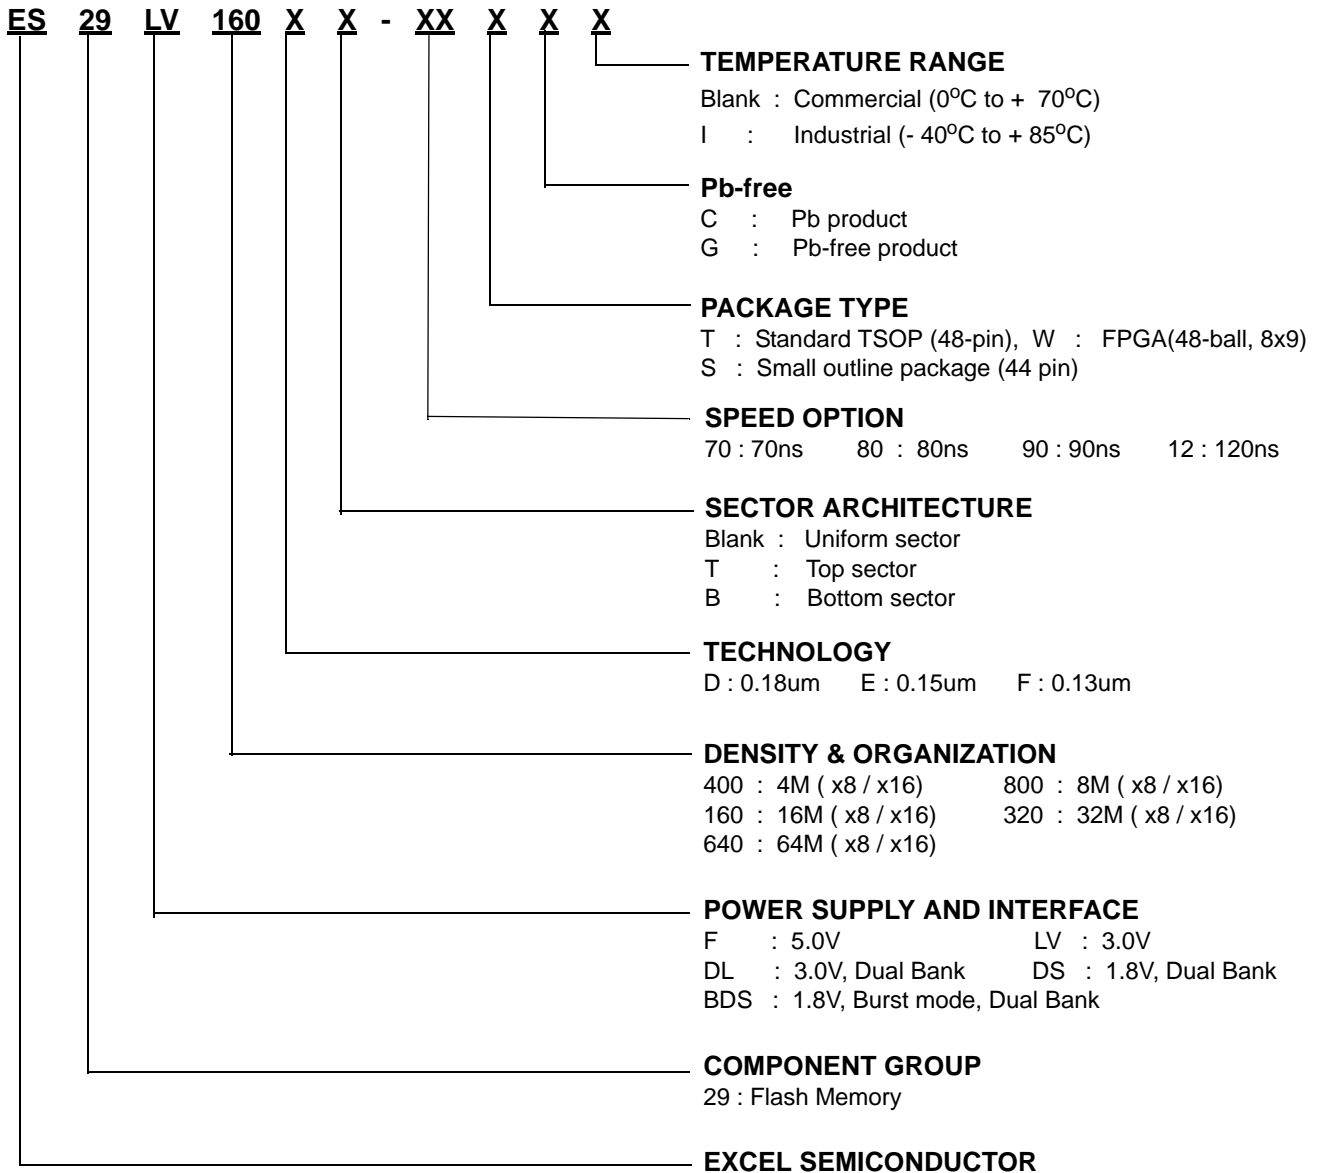 ES 29 LV 160 X X - XX X X X
TEMPERATURE RANGE
Blank : Commercial (0oC to + 70oC)
I : Industrial (- 40oC to + 85oC)
Pb-free
C : Pb product
G : Pb-free product
PACKAGE TYPE
T : Standard TSOP (48-pin), W : FPGA(48-ball, 8x9)
S : Small outline package (44 pin)
SPEED OPTION
70 : 70ns 80 : 80ns 90 : 90ns 12 : 120ns
SECTOR ARCHITECTURE
Blank : Uniform sector
T : Top sector
B : Bottom sector
TECHNOLOGY
D : 0.18um E : 0.15um F : 0.13um
DENSITY & ORGANIZATION
400 : 4M ( x8 / x16) 800 : 8M ( x8 / x16)
160 : 16M ( x8 / x16) 320 : 32M ( x8 / x16)
640 : 64M ( x8 / x16)
POWER SUPPLY AND INTERFACE
F : 5.0V LV : 3.0V
DL : 3.0V, Dual Bank DS : 1.8V, Dual Bank
BDS : 1.8V, Burst mode, Dual Bank
COMPONENT GROUP
29 : Flash Memory
EXCEL SEMICONDUCTOR